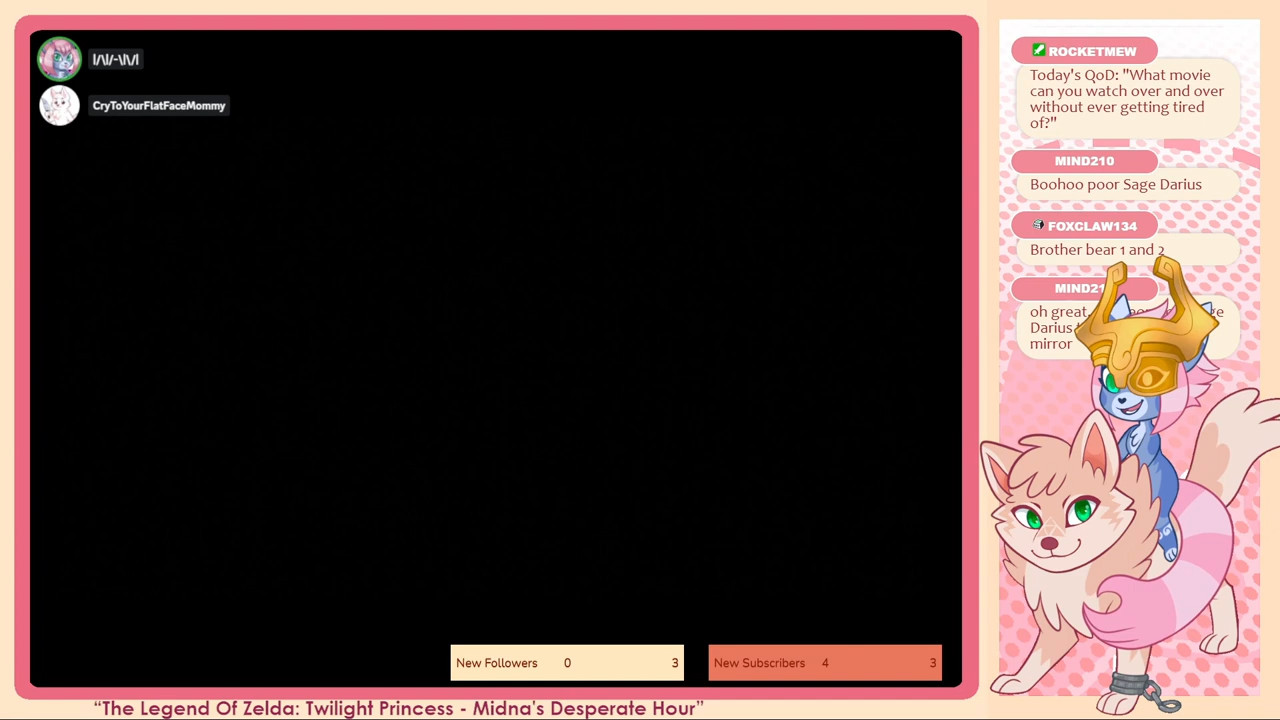 I/\I/-\I\/I
CryToYourFlatFaceMommy
New Followers 0 3
New Subscribers 4 3
"The Legend Of Zelda: Twilight Princess - Midna's Desperate Hour"
ROCKETMEW
Today's QoD: "What movie
can you watch over and over
without ever getting tired
of?"
MIND210
Boohoo poor Sage Darius
FOXCLAW134
Brother bear 1 and 2
MIND21
oh great,
Darius
mirror